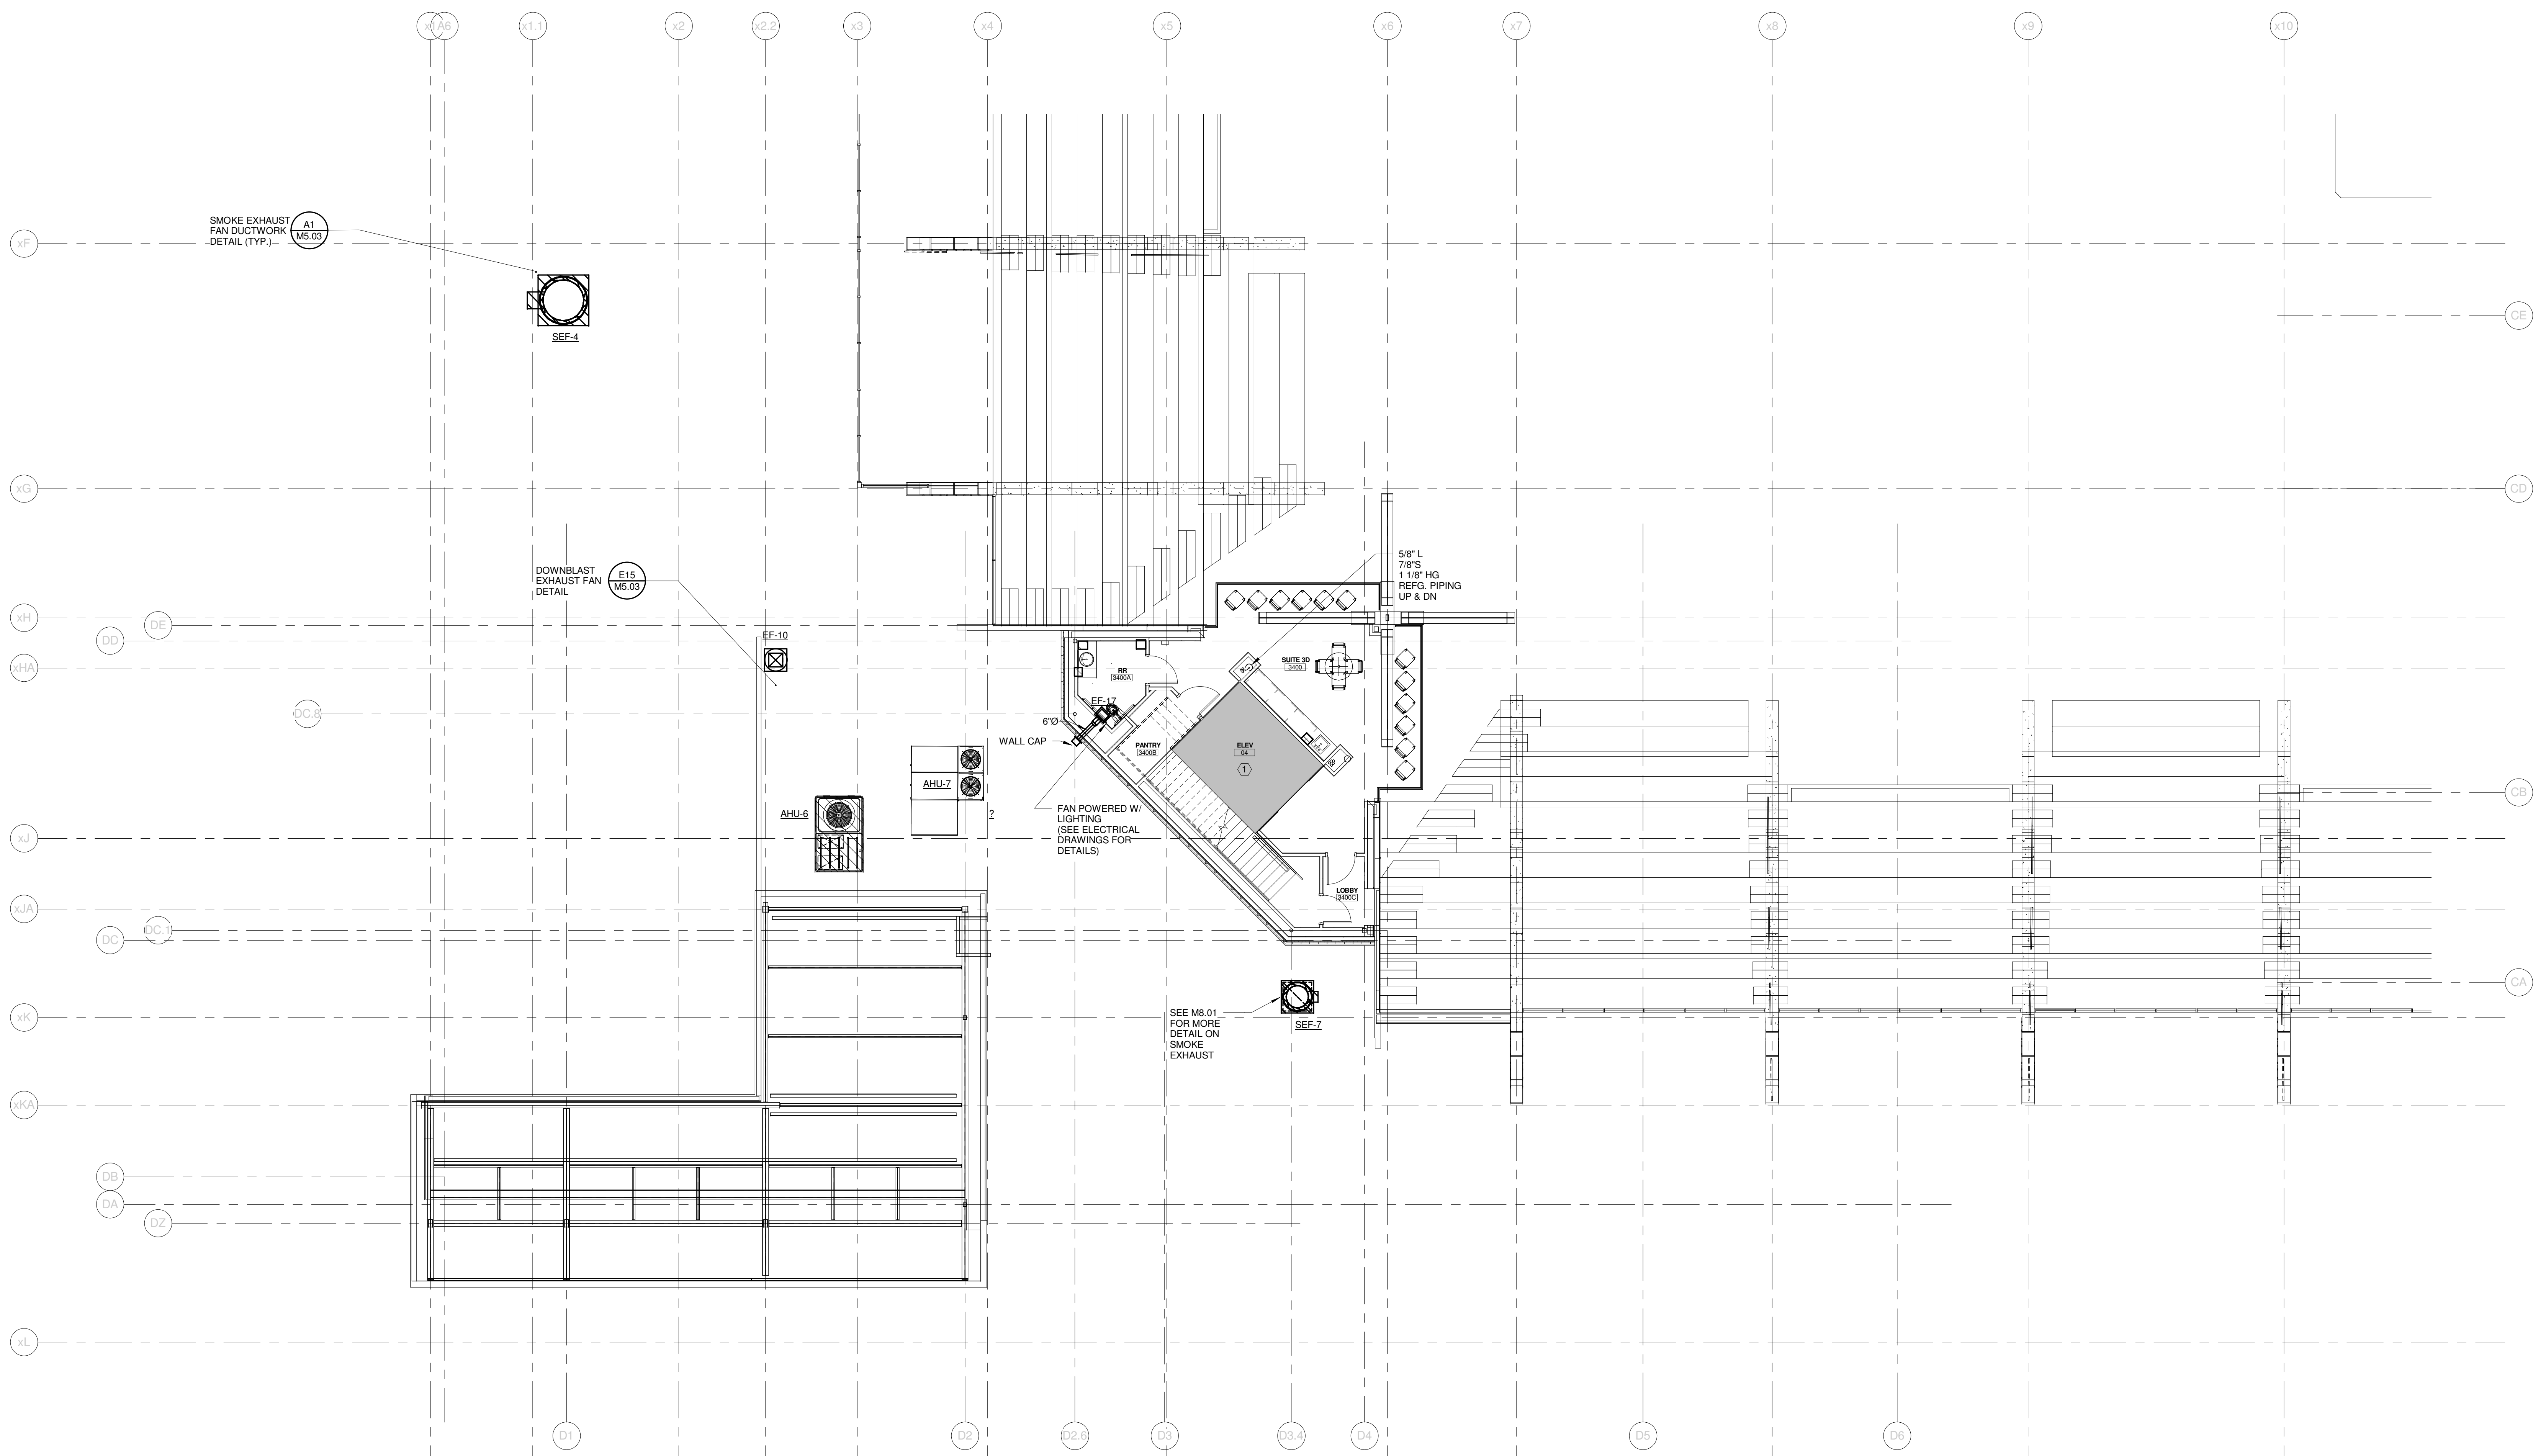 x1
A6
x1.1
x2
x2.2
x3
x4
x5
x6
x7
x8
x9
x10
SMOKE EXHAUST
FAN DUCTWORK
DETAIL (TYP.)
A1
M5.03
xF
SEF-4
CE
xG
CD
DOWNBLAST
EXHAUST FAN
DETAIL
E15
M5.03
5/8" L
7/8"S
1 1/8" HG
REFG. PIPING
UP & DN
xH
DE
DD
EF-10
xHA
RR
3400A
SUITE 3D
3400
DC.8
EF-17
6"Ø
WALL CAP
PANTRY
3400B
ELEV
04
1
AHU-7
AHU-6
?
CB
FAN POWERED W/
LIGHTING
(SEE ELECTRICAL
DRAWINGS FOR
DETAILS)
xJ
LOBBY
3400C
xJA
DC.1
DC
CA
SEE M8.01
FOR MORE
DETAIL ON
SMOKE
EXHAUST
SEF-7
xK
xKA
DB
DA
DZ
xL
D1
D2
D2.6
D3
D3.4
D4
D5
D6